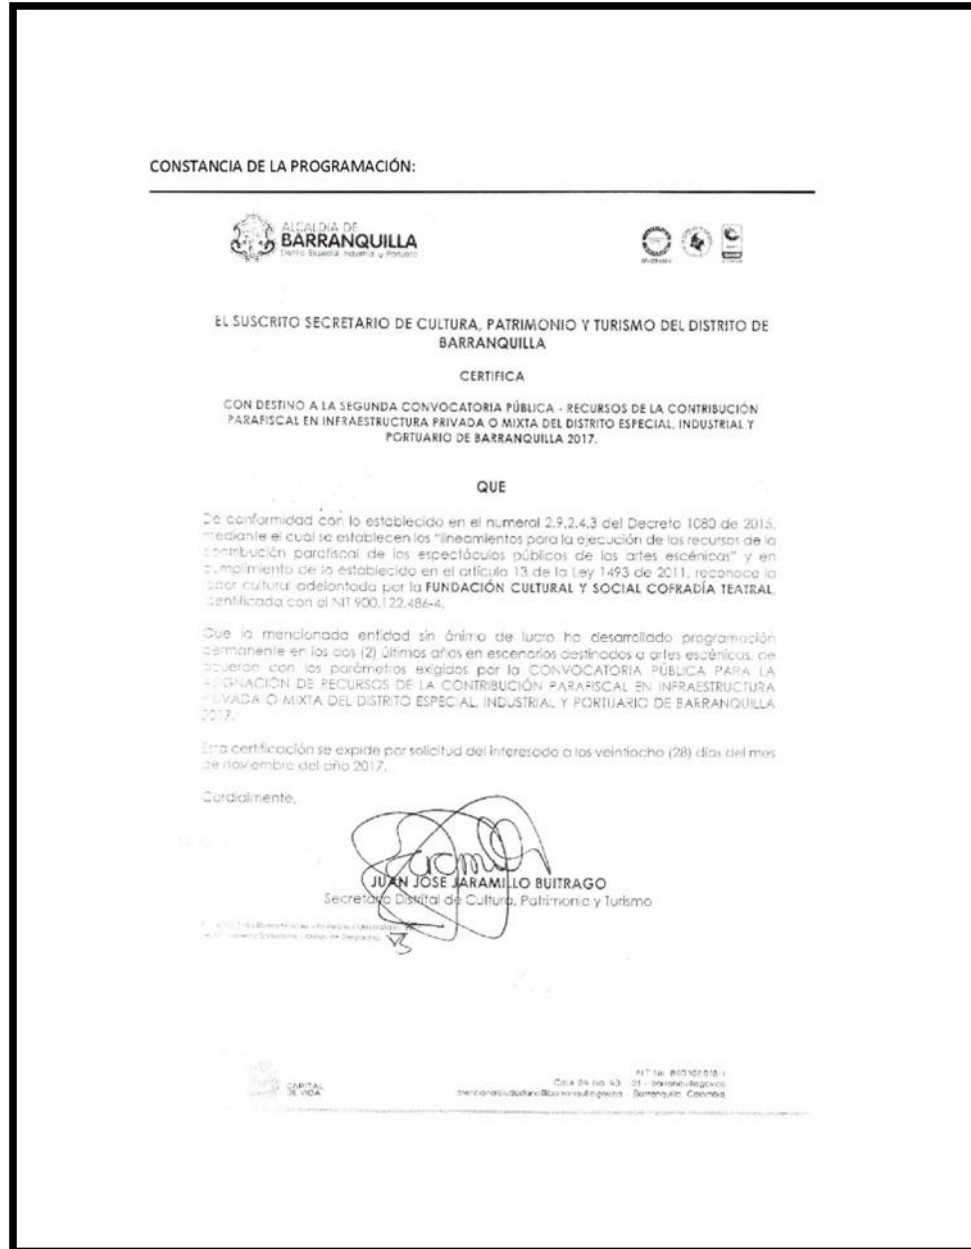 CONSTANCIA DE LA PROGRAMACIÓN:
ALCALDÍA DE
BARRANQUILLA
Distrito Especial, Industrial y Portuario
EL SUSCRITO SECRETARIO DE CULTURA, PATRIMONIO Y TURISMO DEL DISTRITO DE
BARRANQUILLA
CERTIFICA
CON DESTINO A LA SEGUNDA CONVOCATORIA PÚBLICA - RECURSOS DE LA CONTRIBUCIÓN
PARAFISCAL EN INFRAESTRUCTURA PRIVADA O MIXTA DEL DISTRITO ESPECIAL, INDUSTRIAL Y
PORTUARIO DE BARRANQUILLA 2017.
QUE
De conformidad con lo establecido en el numeral 2.9.2.4.3 del Decreto 1080 de 2015,
mediante el cual se establecen los "lineamientos para la ejecución de los recursos de la
contribución parafiscal de los espectáculos públicos de las artes escénicas" y en
cumplimiento de lo establecido en el artículo 13 de la Ley 1493 de 2011, reconoce la
labor cultural adelantada por la FUNDACIÓN CULTURAL Y SOCIAL COFRADÍA TEATRAL,
identificada con el NIT 900.122.486-4.
Que la mencionada entidad sin ánimo de lucro ha desarrollado programación
permanente en los dos (2) últimos años en escenarios destinados a artes escénicas, de
acuerdo con los parámetros exigidos por la CONVOCATORIA PÚBLICA PARA LA
ASIGNACIÓN DE RECURSOS DE LA CONTRIBUCIÓN PARAFISCAL EN INFRAESTRUCTURA
PRIVADA O MIXTA DEL DISTRITO ESPECIAL, INDUSTRIAL Y PORTUARIO DE BARRANQUILLA
2017.
Esta certificación se expide por solicitud del interesado a los veintiocho (28) días del mes
de noviembre del año 2017.
Cordialmente,
JUAN JOSE JARAMILLO BUITRAGO
Secretario Distrital de Cultura, Patrimonio y Turismo
CAPITAL
DE VIDA
Barranquilla, Colombia